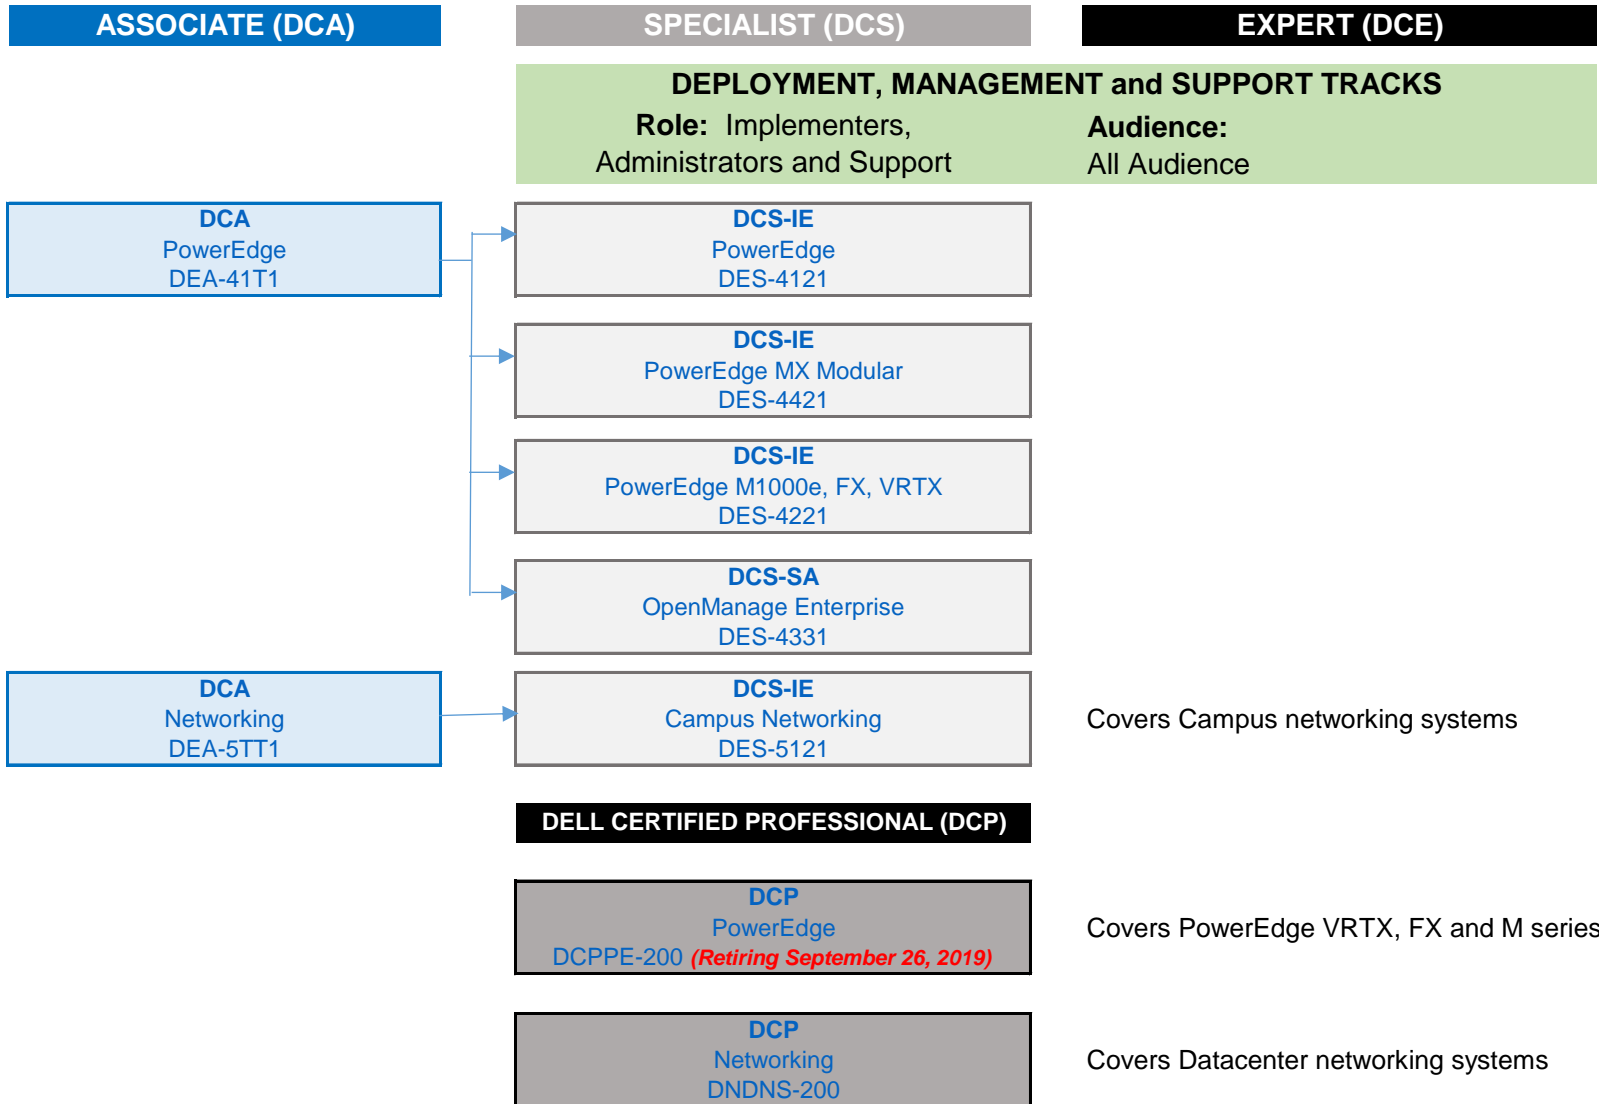 ASSOCIATE (DCA)
SPECIALIST (DCS)
EXPERT (DCE)
DEPLOYMENT, MANAGEMENT and SUPPORT TRACKS
Role: Implementers,
Administrators and Support
Audience:
All Audience
DCA
PowerEdge
DEA-41T1
DCS-IE
PowerEdge
DES-4121
DCS-IE
PowerEdge MX Modular
DES-4421
DCS-IE
PowerEdge M1000e, FX, VRTX
DES-4221
DCS-SA
OpenManage Enterprise
DES-4331
DCA
Networking
DEA-5TT1
DCS-IE
Campus Networking
DES-5121
Covers Campus networking systems
DELL CERTIFIED PROFESSIONAL (DCP)
DCP
PowerEdge
DCPPE-200 (Retiring September 26, 2019)
Covers PowerEdge VRTX, FX and M series
DCP
Networking
DNDNS-200
Covers Datacenter networking systems